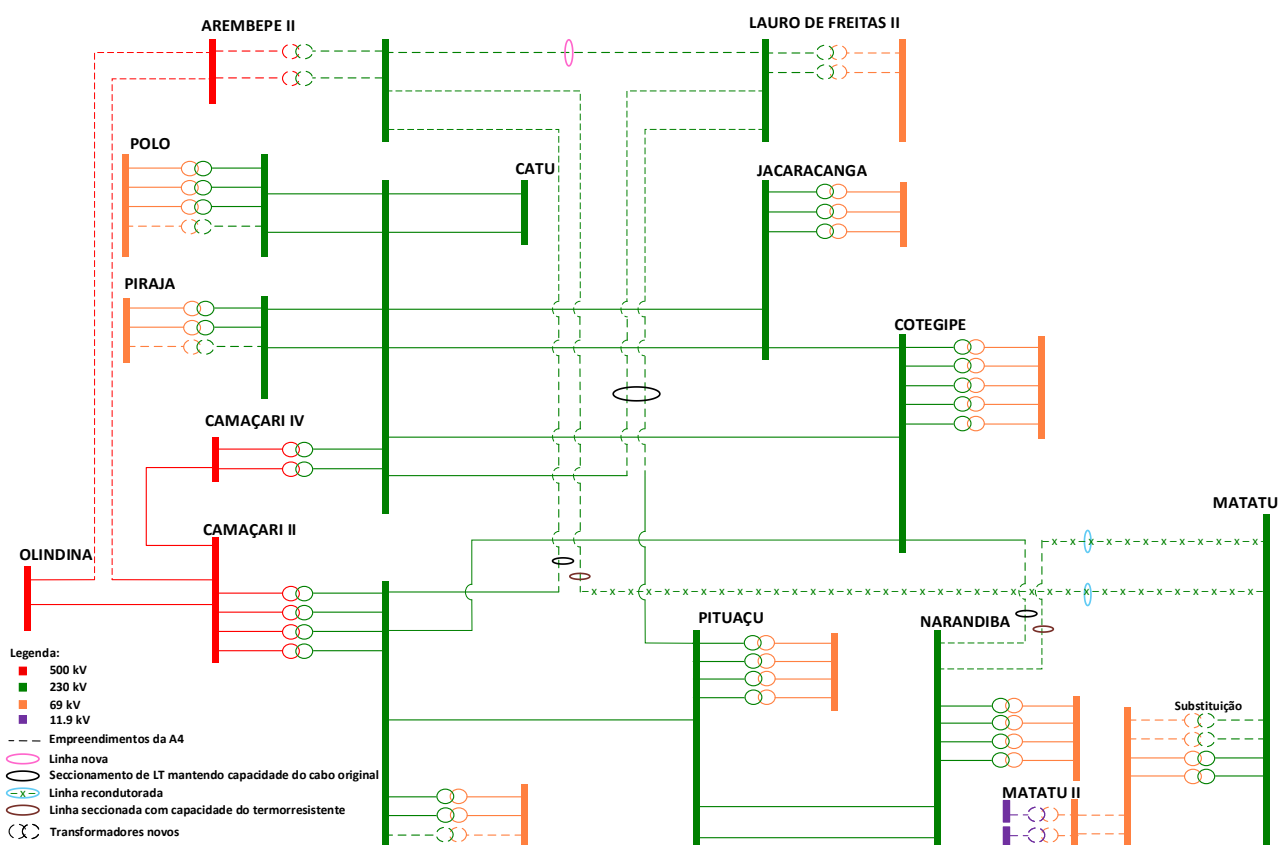 AREMBEPE II
LAURO DE FREITAS II
POLO
CATU
JACARACANGA
PIRAJA
COTEGIPE
CAMAÇARI IV
MATATU
CAMAÇARI II
OLINDINA
x x x x x x x x x x x x
x x x x x x x x x x x x x x x x x x x x x x x x x x x x x x x x x x x x x
PITUAÇU
NARANDIBA
Legenda:
500 kV
230 kV
69 kV
11.9 kV
Empreendimentos da A4
Linha nova
Seccionamento de LT mantendo capacidade do cabo original
x Linha recondutorada
Linha seccionada com capacidade do termorresistente
Transformadores novos
Substituição
MATATU II